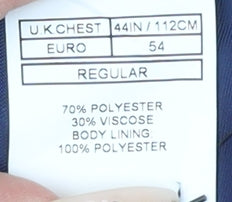 U.K.CHEST 44IN / 112CM
EURO 54
REGULAR
70% POLYESTER
30% VISCOSE
BODY LINING
100% POLYESTER